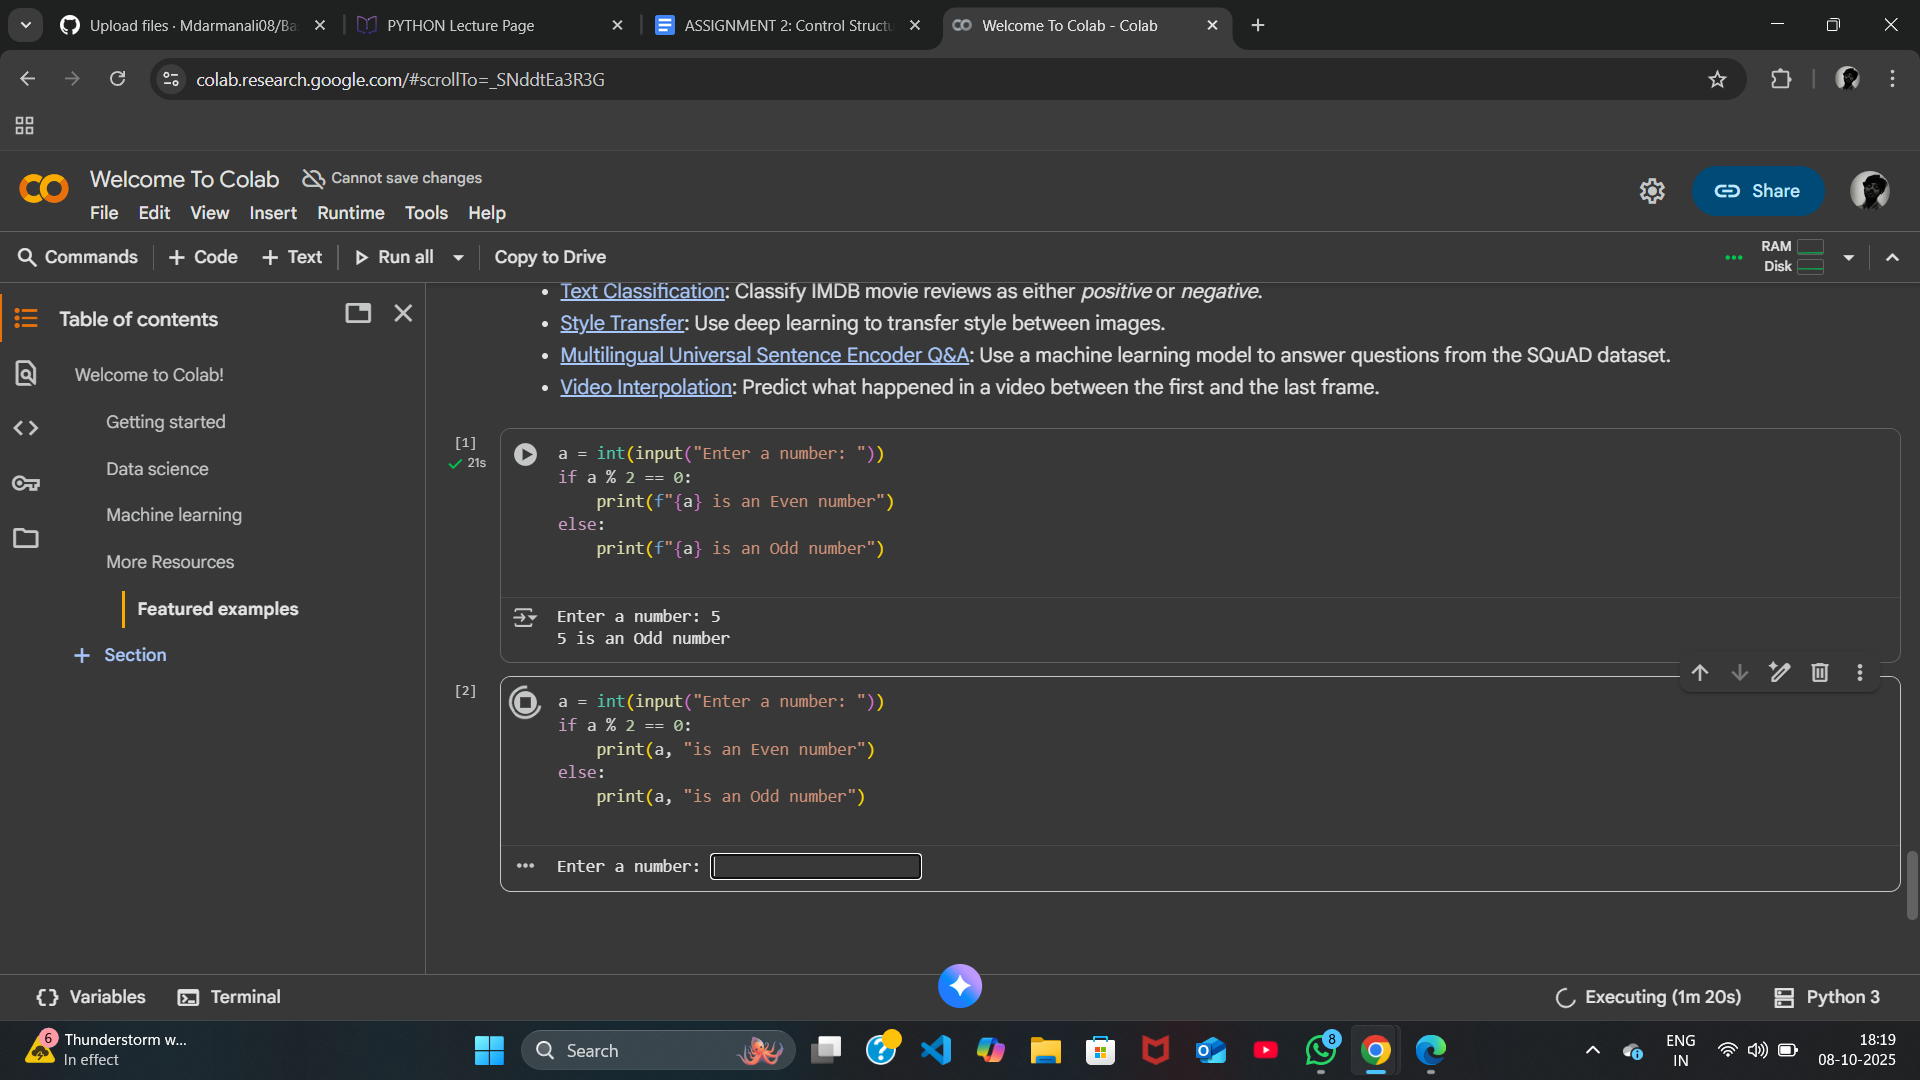 Upload files · Mdarmanali08/Ba
PYTHON Lecture Page
ASSIGNMENT 2: Control Structu
Welcome To Colab - Colab
colab.research.google.com/#scrollTo=_SNddtEa3R3G
Welcome To Colab
Cannot save changes
File Edit View Insert Runtime Tools Help
Share
Commands + Code + Text Run all Copy to Drive
RAM
Disk
Table of contents
Welcome to Colab!
Getting started
Data science
Machine learning
More Resources
Featured examples
+ Section
• Text Classification: Classify IMDB movie reviews as either positive or negative.
• Style Transfer: Use deep learning to transfer style between images.
• Multilingual Universal Sentence Encoder Q&A: Use a machine learning model to answer questions from the SQuAD dataset.
• Video Interpolation: Predict what happened in a video between the first and the last frame.
[1]
21s
a = int(input("Enter a number: "))
if a % 2 == 0:
    print(f"{a} is an Even number")
else:
    print(f"{a} is an Odd number")
Enter a number: 5
5 is an Odd number
[2]
a = int(input("Enter a number: "))
if a % 2 == 0:
    print(a, "is an Even number")
else:
    print(a, "is an Odd number")
Enter a number:
Variables
Terminal
Executing (1m 20s)
Python 3
6
Thunderstorm w...
In effect
Search
8
ENG
IN
18:19
08-10-2025